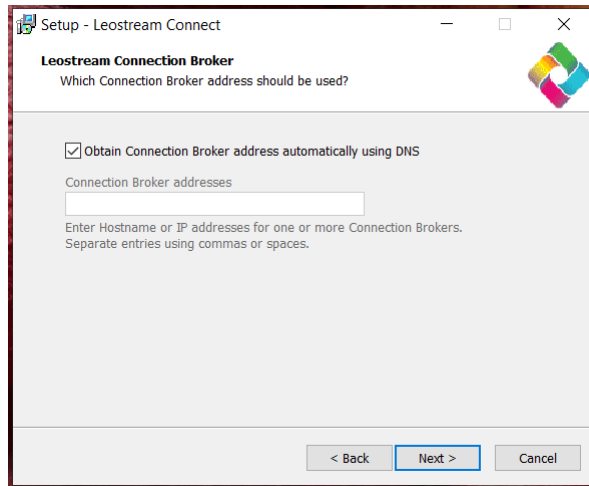 Setup - Leostream Connect
Leostream Connection Broker
Which Connection Broker address should be used?
Obtain Connection Broker address automatically using DNS
Connection Broker addresses
Enter Hostname or IP addresses for one or more Connection Brokers.
Separate entries using commas or spaces.
< Back Next > Cancel